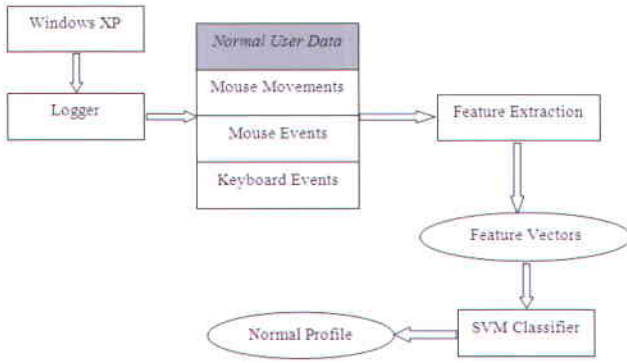 Windows XP
Logger
Normal User Data
Mouse Movements
Mouse Events
Keyboard Events
Feature Extraction
Feature Vectors
SVM Classifier
Normal Profile